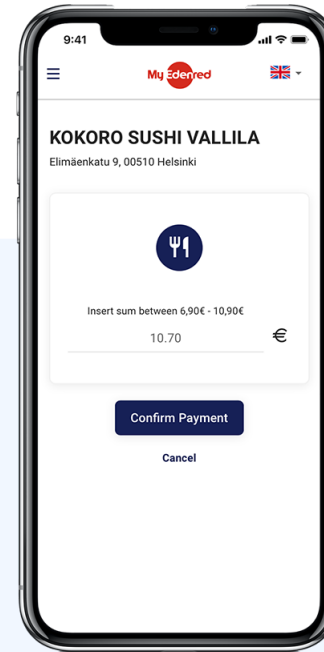 9:41
My Edenred
KOKORO SUSHI VALLILA
Elimäenkatu 9, 00510 Helsinki
Insert sum between 6,90€ - 10,90€
10.70 €
Confirm Payment
Cancel